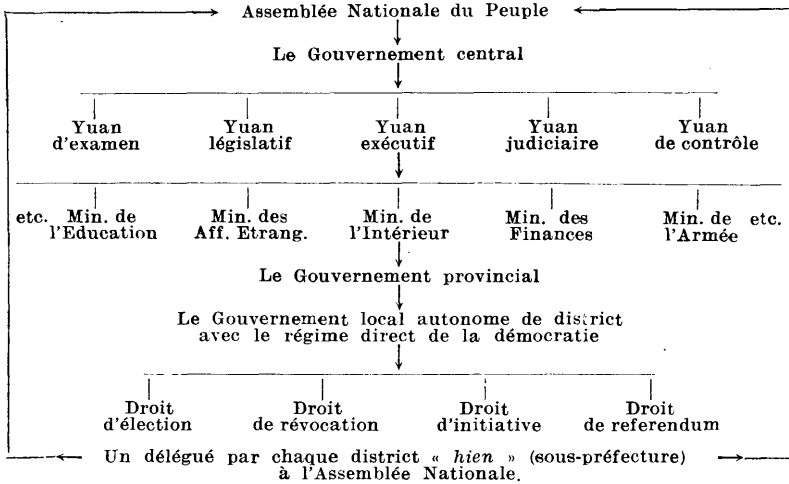 Assemblée Nationale du Peuple
Le Gouvernement central
Yuan d'examen
Yuan législatif
Yuan exécutif
Yuan judiciaire
Yuan de contrôle
etc.
Min. de l'Education
Min. des Aff. Etrang.
Min. de l'Intérieur
Min. des Finances
Min. de l'Armée
etc.
Le Gouvernement provincial
Le Gouvernement local autonome de district
avec le régime direct de la démocratie
Droit d'élection
Droit de révocation
Droit d'initiative
Droit de referendum
Un délégué par chaque district « hien » (sous-préfecture)
à l'Assemblée Nationale.